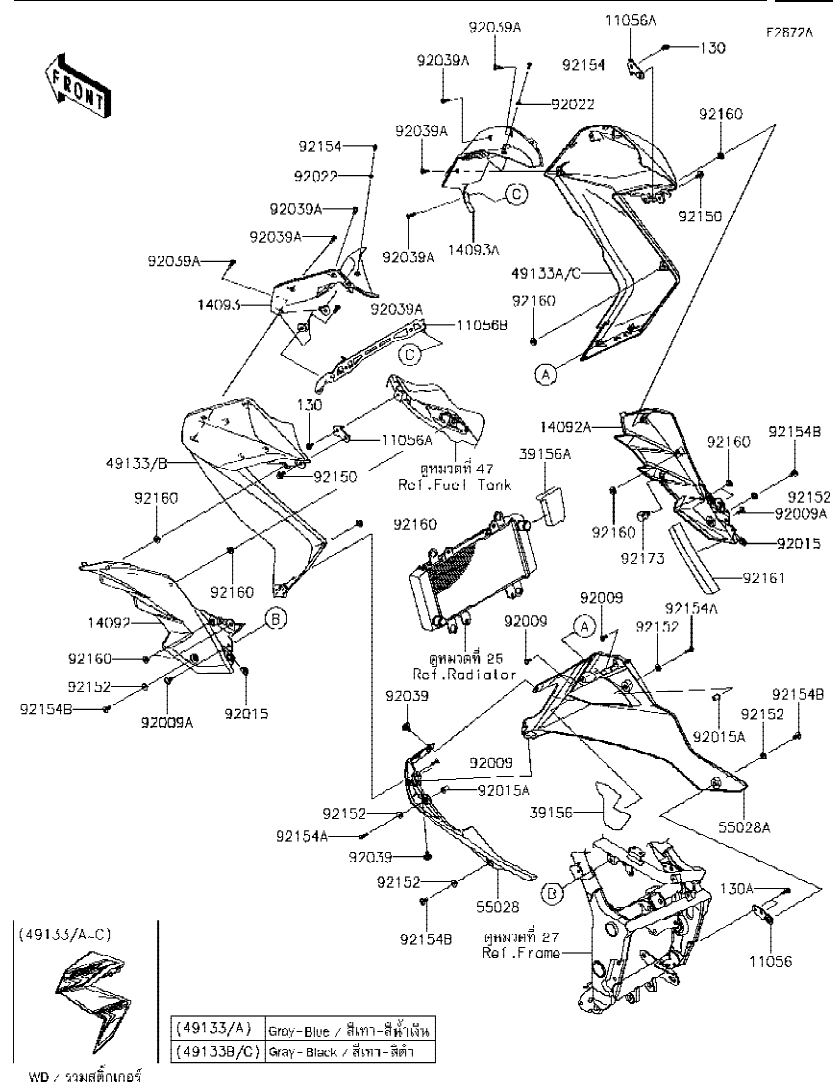 F2872A
11056A
130
92039A
92154
92039A
92022
92160
92154
92039A
92022
C
92150
92039A
92039A
92039A
14093A
92039A
49133A/C
14093
92039A
92160
11056B
C
A
130
14092A
92154B
11056A
39156A
92160
49133/B
ดูหมวดที่ 47
Ref.Fuel Tank
92150
92160
92152
92160
92160
92009A
92173
92015
92160
92161
B
14092
92009
92154A
92009
A
92152
92160
ดูหมวดที่ 25
Ref.Radiator
92152
92154B
92015
92039
92154B
92009A
92152
92015A
92009
92015A
92152
39156
92154A
55028A
92039
92152
B
130A
55028
92154B
ดูหมวดที่ 27
Ref.Frame
11056
(49133/A~C)
(49133/A) Gray-Blue / สีเทา-สีน้ำเงิน
(49133B/C) Gray-Black / สีเทา-สีดำ
WD / รวมสติ๊กเกอร์
FRONT